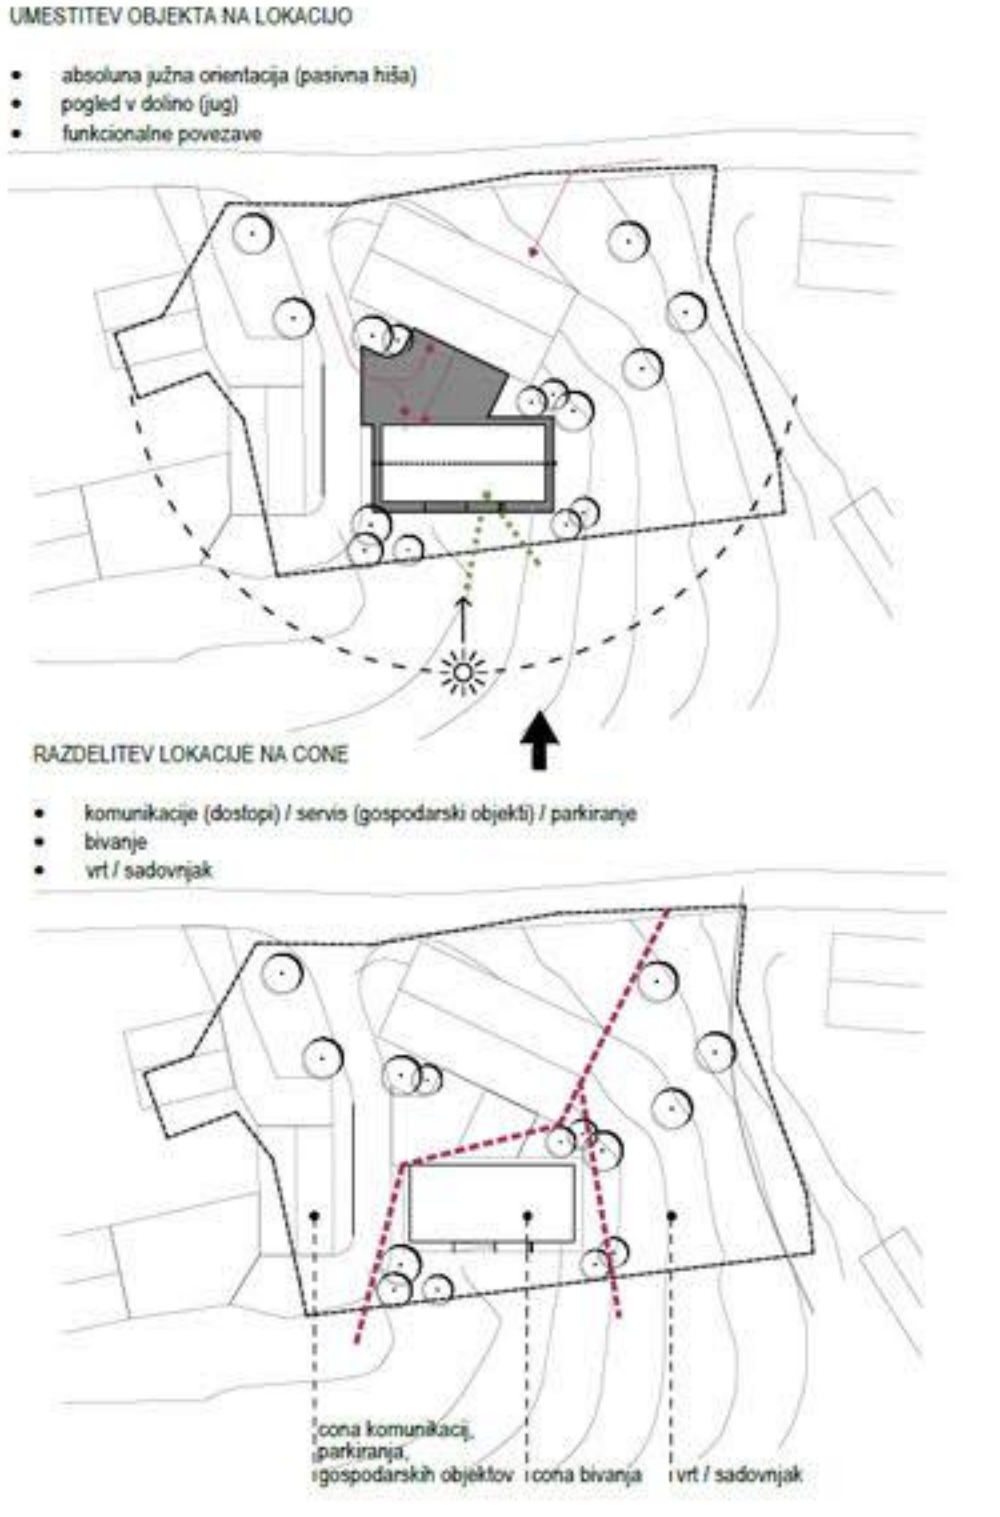 UMESTITEV OBJEKTA NA LOKACIJO
• absoluna južna orientacija (pasivna hiša)
• pogled v dolino (jug)
• funkcionalne povezave
RAZDELITEV LOKACIJE NA CONE
• komunikacije (dostopi) / servis (gospodarski objekti) / parkiranje
• bivanje
• vrt / sadovnjak
cona komunikacij,
parkiranja,
gospodarskih objektov
cona bivanja
vrt / sadovnjak